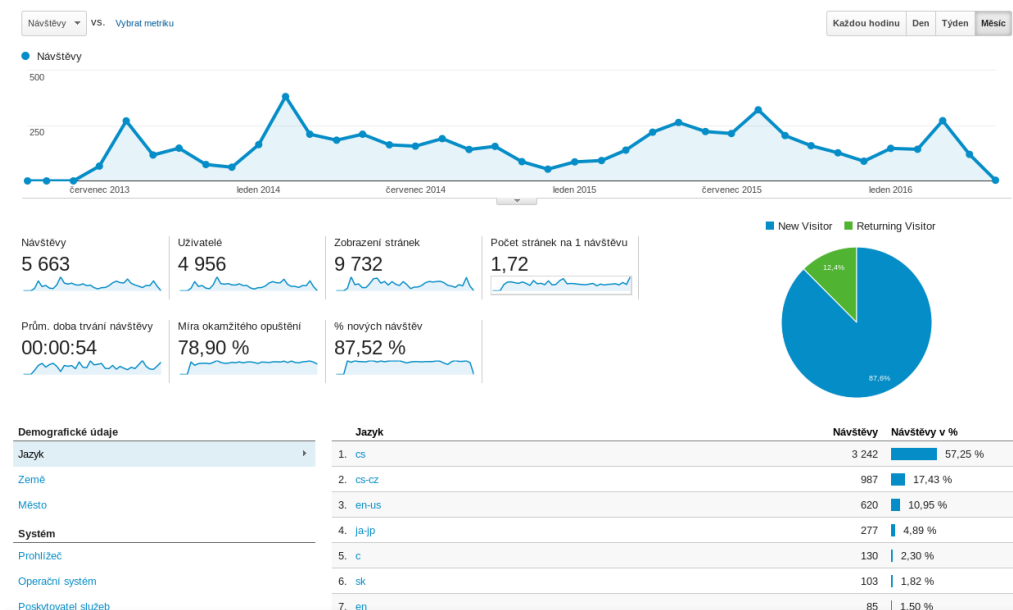 Návštěvy vs. Vybrat metriku Každou hodinu Den Týden Měsíc
Návštěvy
500
250
červenec 2013 leden 2014 červenec 2014 leden 2015 červenec 2015 leden 2016
New Visitor Returning Visitor
12,4%
87,6%
Návštěvy
5 663
Uživatelé
4 956
Zobrazení stránek
9 732
Počet stránek na 1 návštěvu
1,72
Prům. doba trvání návštěvy
00:00:54
Míra okamžitého opuštění
78,90 %
% nových návštěv
87,52 %
Demografické údaje
Jazyk
Země
Město
Systém
Prohlížeč
Operační systém
Poskytovatel služeb
Jazyk Návštěvy Návštěvy v %
1. cs 3 242 57,25 %
2. cs-cz 987 17,43 %
3. en-us 620 10,95 %
4. ja-jp 277 4,89 %
5. c 130 2,30 %
6. sk 103 1,82 %
7. en 85 1,50 %